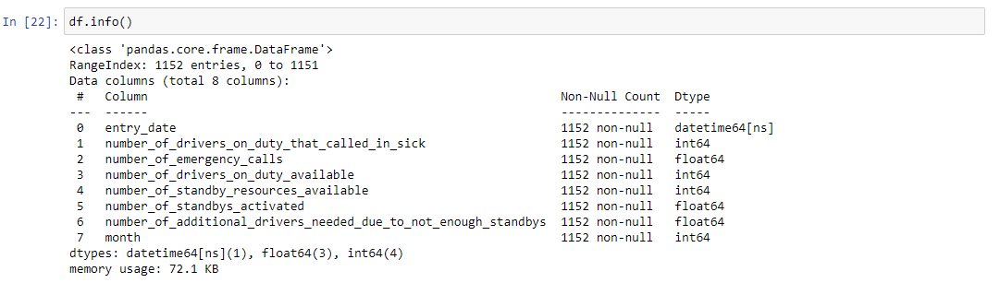 In [22]: df.info()
<class 'pandas.core.frame.DataFrame'>
RangeIndex: 1152 entries, 0 to 1151
Data columns (total 8 columns):
 #   Column                                                         Non-Null Count  Dtype
---  ------                                                         --------------  -----
 0   entry_date                                                     1152 non-null   datetime64[ns]
 1   number_of_drivers_on_duty_that_called_in_sick                  1152 non-null   int64
 2   number_of_emergency_calls                                      1152 non-null   float64
 3   number_of_drivers_on_duty_available                            1152 non-null   int64
 4   number_of_standby_resources_available                          1152 non-null   int64
 5   number_of_standbys_activated                                   1152 non-null   float64
 6   number_of_additional_drivers_needed_due_to_not_enough_standbys  1152 non-null   float64
 7   month                                                          1152 non-null   int64
dtypes: datetime64[ns](1), float64(3), int64(4)
memory usage: 72.1 KB